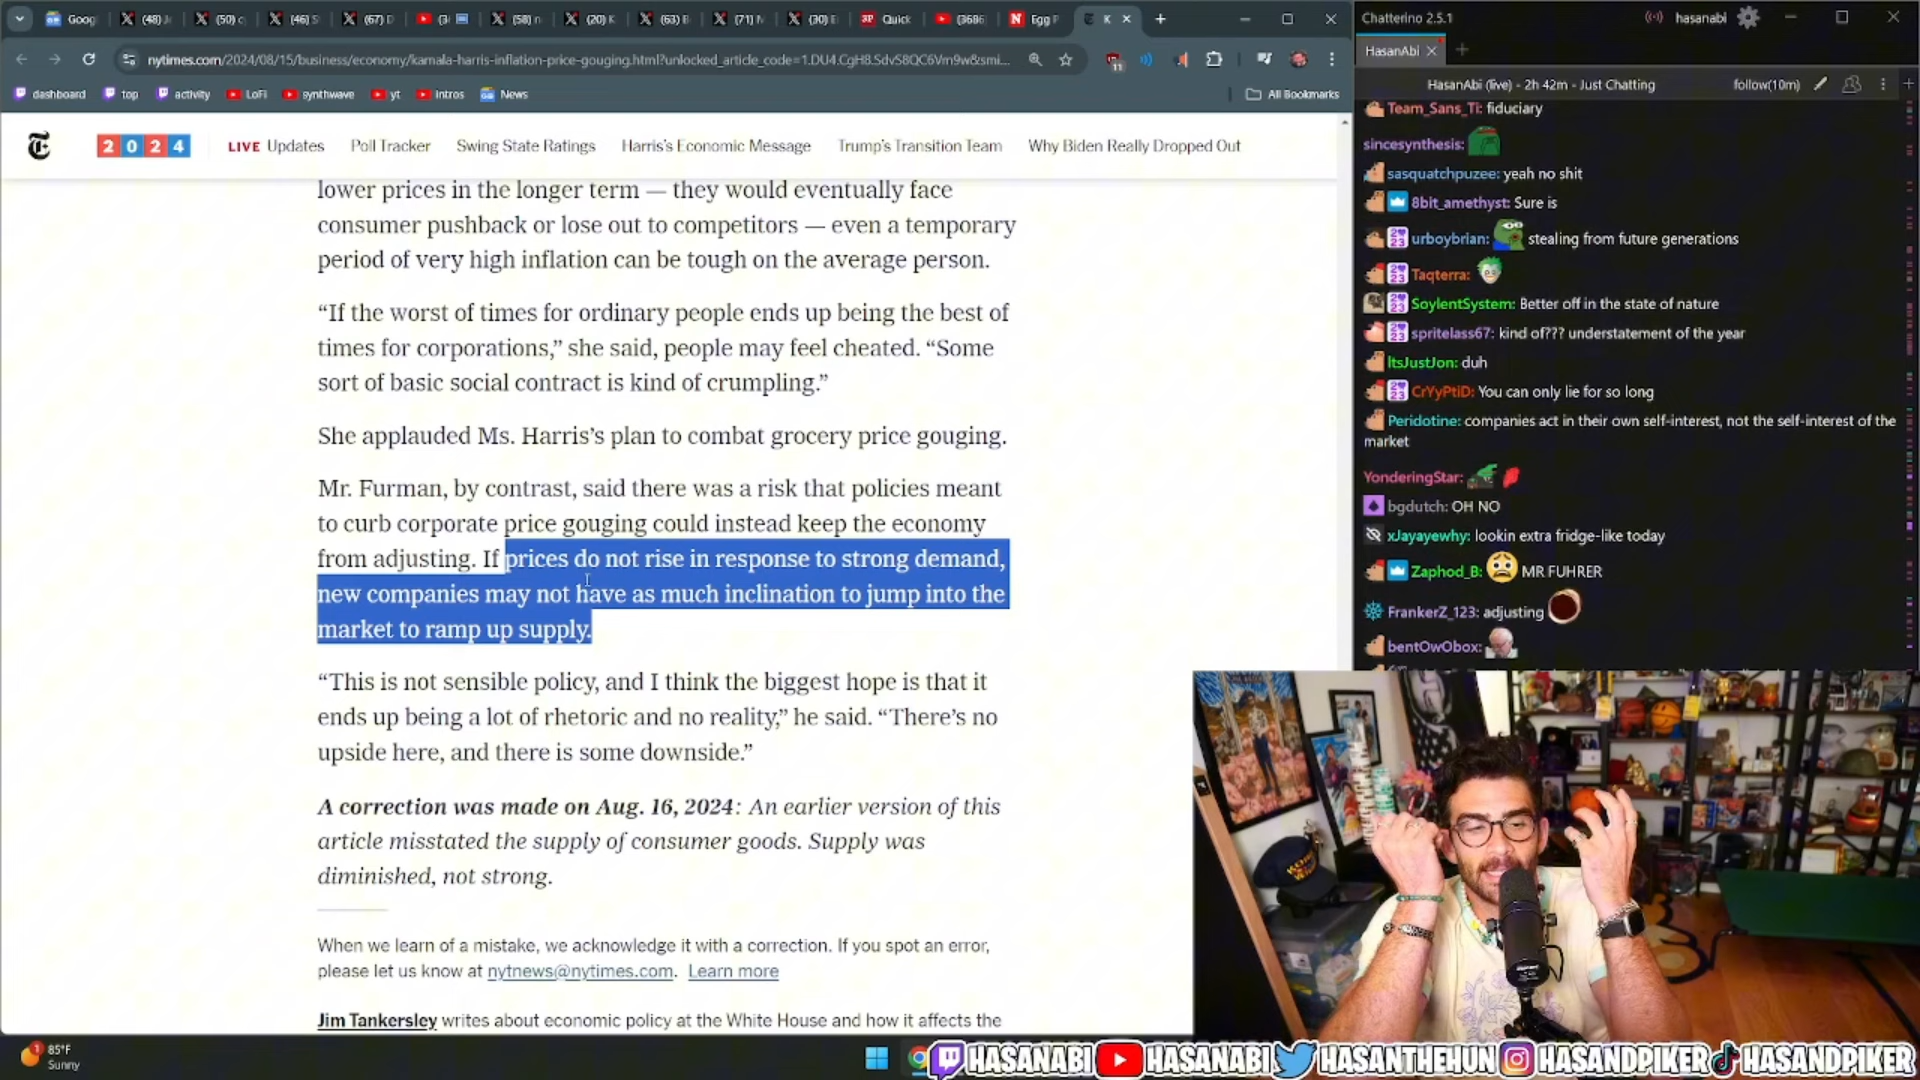 Goog
(48) J
(50) c
(46) S
(67) D
(3
(58) n
(20) K
(63) E
(71) N
(30) E
Quick
(3686
Egg P
K
nytimes.com/2024/08/15/business/economy/kamala-harris-inflation-price-gouging.html?unlocked_article_code=1.DU4.CgH8.SdvS8QC6Vm9w&smi...
11
dashboard
top
activity
LoFi
synthwave
yt
Intros
News
All Bookmarks
2024
LIVE Updates
Poll Tracker
Swing State Ratings
Harris's Economic Message
Trump's Transition Team
Why Biden Really Dropped Out
lower prices in the longer term — they would eventually face
consumer pushback or lose out to competitors — even a temporary
period of very high inflation can be tough on the average person.
“If the worst of times for ordinary people ends up being the best of
times for corporations,” she said, people may feel cheated. “Some
sort of basic social contract is kind of crumpling.”
She applauded Ms. Harris’s plan to combat grocery price gouging.
Mr. Furman, by contrast, said there was a risk that policies meant
to curb corporate price gouging could instead keep the economy
from adjusting. If prices do not rise in response to strong demand,
new companies may not have as much inclination to jump into the
market to ramp up supply.
“This is not sensible policy, and I think the biggest hope is that it
ends up being a lot of rhetoric and no reality,” he said. “There’s no
upside here, and there is some downside.”
A correction was made on Aug. 16, 2024: An earlier version of this
article misstated the supply of consumer goods. Supply was
diminished, not strong.
When we learn of a mistake, we acknowledge it with a correction. If you spot an error,
please let us know at nytnews@nytimes.com. Learn more
Jim Tankersley writes about economic policy at the White House and how it affects the
Chatterino 2.5.1
hasanabi
HasanAbi
HasanAbi (live) - 2h 42m - Just Chatting
follow(10m)
Team_Sans_Ti: fiduciary
sincesynthesis:
sasquatchpuzee: yeah no shit
8bit_amethyst: Sure is
urboybrian: stealing from future generations
Taqterra:
SoylentSystem: Better off in the state of nature
spritelass67: kind of??? understatement of the year
ItsJustJon: duh
CrYyPtiD: You can only lie for so long
Peridotine: companies act in their own self-interest, not the self-interest of the
market
YonderingStar:
bgdutch: OH NO
xJayayewhy: lookin extra fridge-like today
Zaphod_B: MR FUHRER
FrankerZ_123: adjusting
bentOwObox:
1
85°F
Sunny
HASANABI
HASANABI
HASANTHEHUN
HASANDPIKER
HASANDPIKER